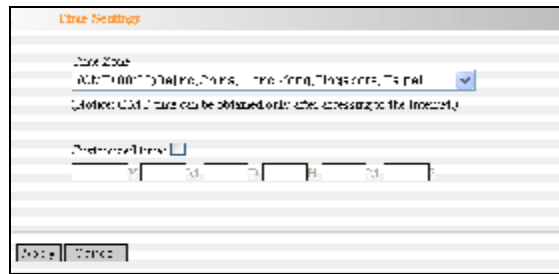 Time Settings
Time Zone
(GMT+08:00)Beijing, China, Hong Kong, Singapore, Taipei
(Notice: GMT time can be obtained only after accessing to the Internet.)
Customized time:
Y M D H M S
Apply Cancel